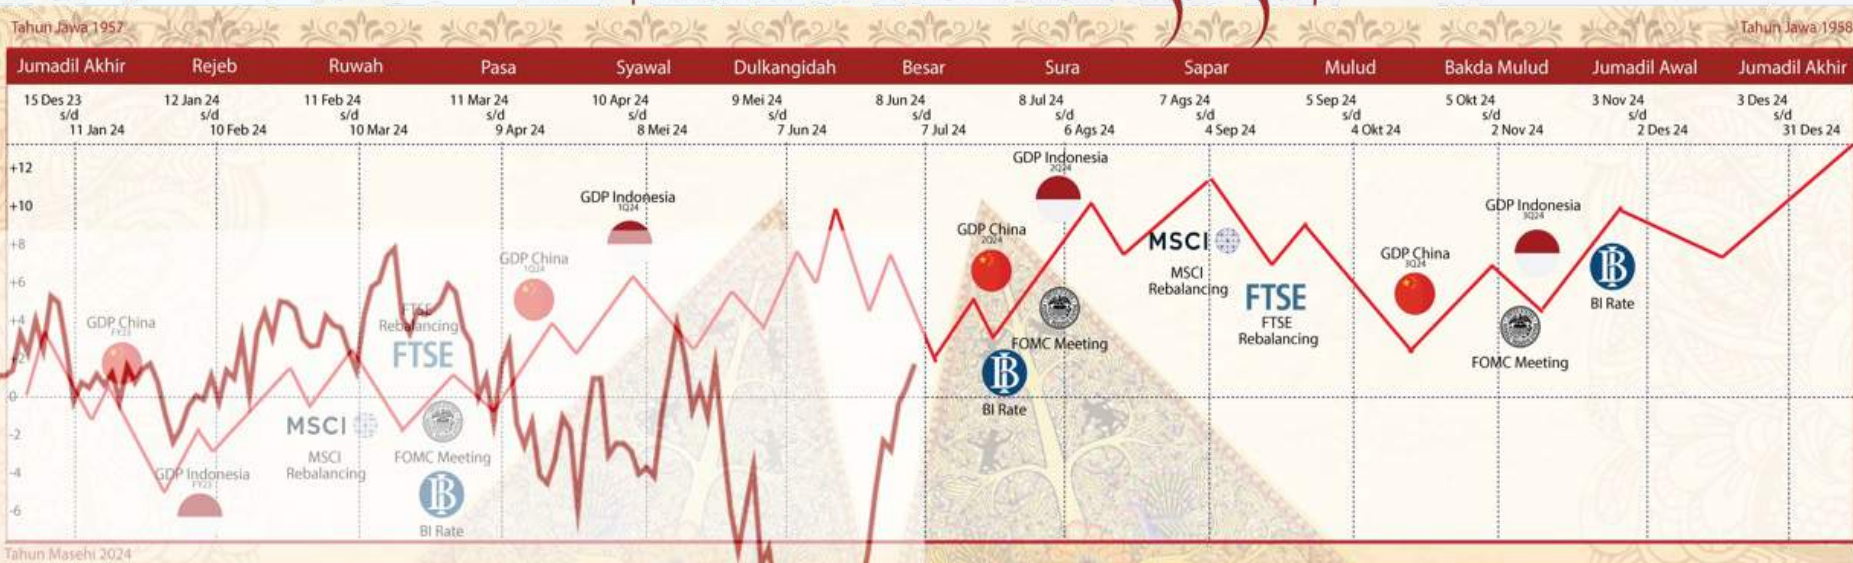 Tahun Jawa 1957
Tahun Jawa 1958
Jumadil Akhir
Rejeb
Ruwah
Pasa
Syawal
Dulkangidah
Besar
Sura
Sapar
Mulud
Bakda Mulud
Jumadil Awal
Jumadil Akhir
15 Des 23
s/d
11 Jan 24
12 Jan 24
s/d
10 Feb 24
11 Feb 24
s/d
10 Mar 24
11 Mar 24
s/d
9 Apr 24
10 Apr 24
s/d
8 Mei 24
9 Mei 24
s/d
7 Jun 24
8 Jun 24
s/d
7 Jul 24
8 Jul 24
s/d
6 Ags 24
7 Ags 24
s/d
4 Sep 24
5 Sep 24
s/d
4 Okt 24
5 Okt 24
s/d
2 Nov 24
3 Nov 24
s/d
2 Des 24
3 Des 24
s/d
31 Des 24
+12
+10
+8
+6
+4
+2
0
-2
-4
-6
GDP China
FY23
GDP Indonesia
FY23
MSCI
MSCI
Rebalancing
FTSE
Rebalancing
FTSE
FOMC Meeting
BI Rate
GDP China
1Q24
GDP Indonesia
1Q24
GDP China
2Q24
BI Rate
GDP Indonesia
2Q24
FOMC Meeting
MSCI
MSCI
Rebalancing
FTSE
FTSE
Rebalancing
GDP China
3Q24
GDP Indonesia
3Q24
FOMC Meeting
BI Rate
Tahun Masehi 2024